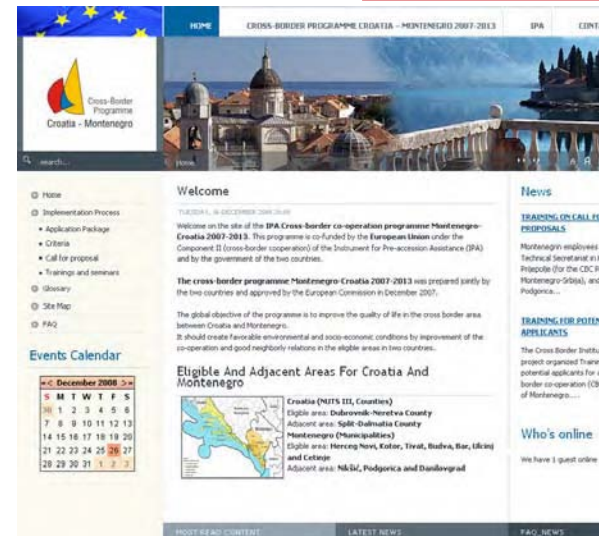 HOME
CROSS-BORDER PROGRAMME CROATIA – MONTENEGRO 2007-2013
IPA
Cross-Border
Programme
Croatia - Montenegro
search...
Home
Home
Implementation Process
Application Package
Criteria
Call for proposal
Trainings and seminars
Glossary
Site Map
FAQ
Events Calendar
«< December 2008 >»
S M T W T F S
30 1 2 3 4 5 6
7 8 9 10 11 12 13
14 15 16 17 18 19 20
21 22 23 24 25 26 27
28 29 30 31 1 2 3
Welcome
Welcome on the site of the IPA Cross-border co-operation programme Montenegro-
Croatia 2007-2013. This programme is co-funded by the European Union under the
Component II (cross-border cooperation) of the Instrument for Pre-accession Assistance (IPA)
and by the government of the two countries.
The cross-border programme Montenegro-Croatia 2007-2013 was prepared jointly by
the two countries and approved by the European Commission in December 2007.
The global objective of the programme is to improve the quality of life in the cross border area
between Croatia and Montenegro.
It should create favorable environmental and socio-economic conditions by improvement of the
co-operation and good neighborly relations in the eligible areas in two countries.
Eligible And Adjacent Areas For Croatia And
Montenegro
Croatia (NUTS III, Counties)
Eligible area: Dubrovnik-Neretva County
Adjacent area: Split-Dalmatia County
Montenegro (Municipalities)
Eligible area: Herceg Novi, Kotor, Tivat, Budva, Bar, Ulcinj
and Cetinje
Adjacent area: Nikšić, Podgorica and Danilovgrad
News
TRAINING ON CALL FO
PROPOSALS
Montenegrin employees
Technical Secretariat in
Prijepolje (for the CBC
Montenegro-Srbija), and
Podgorica...
TRAINING FOR POTEN
APPLICANTS
The Cross Border Institu
project organized Trainin
potential applicants for
border co-operation (CB
of Montenegro....
Who's online
We have 1 guest online
MOST READ CONTENT
LATEST NEWS
FAQ_NEWS